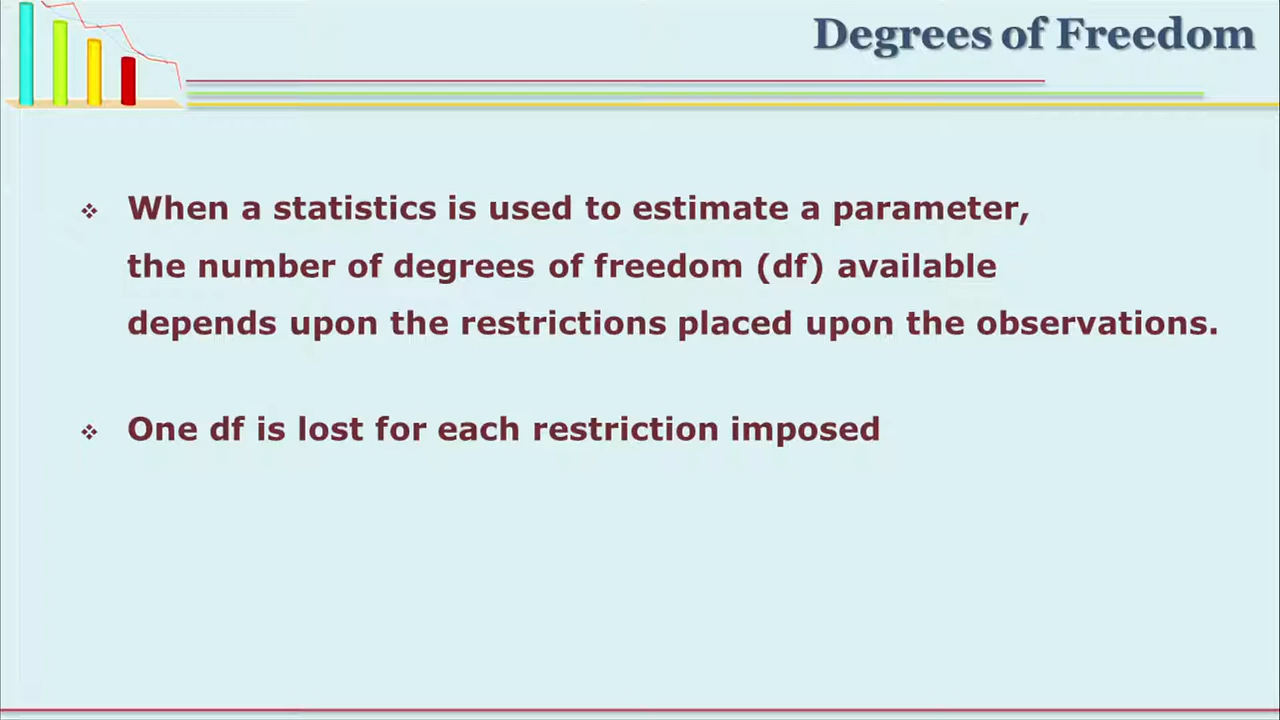 Degrees of Freedom
❖ When a statistics is used to estimate a parameter,
the number of degrees of freedom (df) available
depends upon the restrictions placed upon the observations.
❖ One df is lost for each restriction imposed